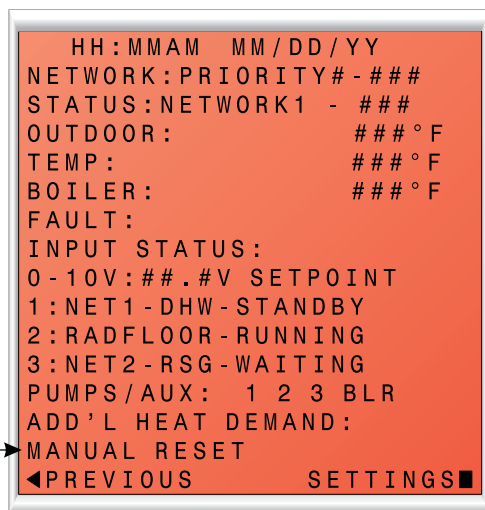 HH:MMAM MM/DD/YY
NETWORK:PRIORITY#-###
STATUS:NETWORK1 - ###
OUTDOOR: ###°F
TEMP: ###°F
BOILER: ###°F
FAULT:
INPUT STATUS:
0-10V:##.#V SETPOINT
1:NET1-DHW-STANDBY
2:RADFLOOR-RUNNING
3:NET2-RSG-WAITING
PUMPS/AUX: 1 2 3 BLR
ADD'L HEAT DEMAND:
MANUAL RESET
◀PREVIOUS SETTINGS■